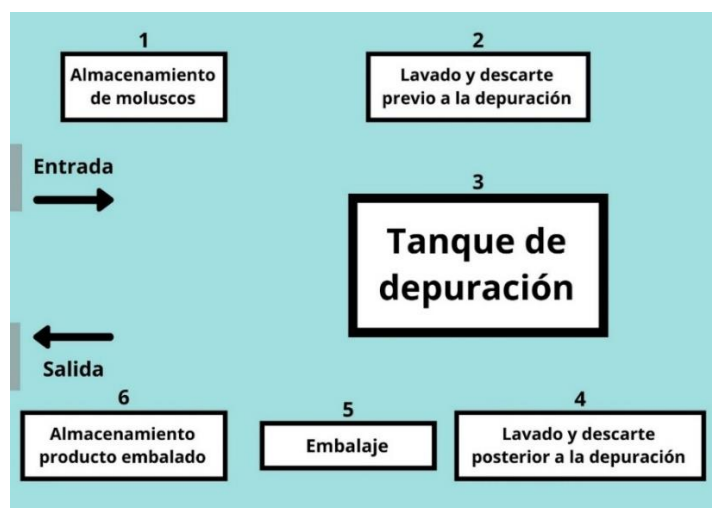 1
Almacenamiento
de moluscos
2
Lavado y descarte
previo a la depuración
Entrada
3
Tanque de
depuración
Salida
6
Almacenamiento
producto embalado
5
Embalaje
4
Lavado y descarte
posterior a la depuración